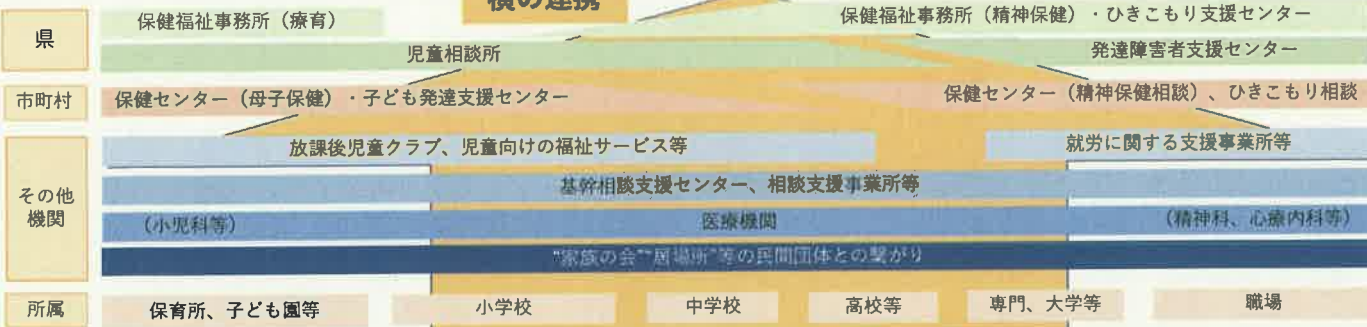 横の連携
県
保健福祉事務所（療育）
保健福祉事務所（精神保健）・ひきこもり支援センター
児童相談所
発達障害者支援センター
市町村
保健センター（母子保健）・子ども発達支援センター
保健センター（精神保健相談）、ひきこもり相談
その他
機関
放課後児童クラブ、児童向けの福祉サービス等
就労に関する支援事業所等
基幹相談支援センター、相談支援事業所等
（小児科等）
医療機関
（精神科、心療内科等）
"家族の会""居場所"等の民間団体との繋がり
所属
保育所、子ども園等
小学校
中学校
高校等
専門、大学等
職場